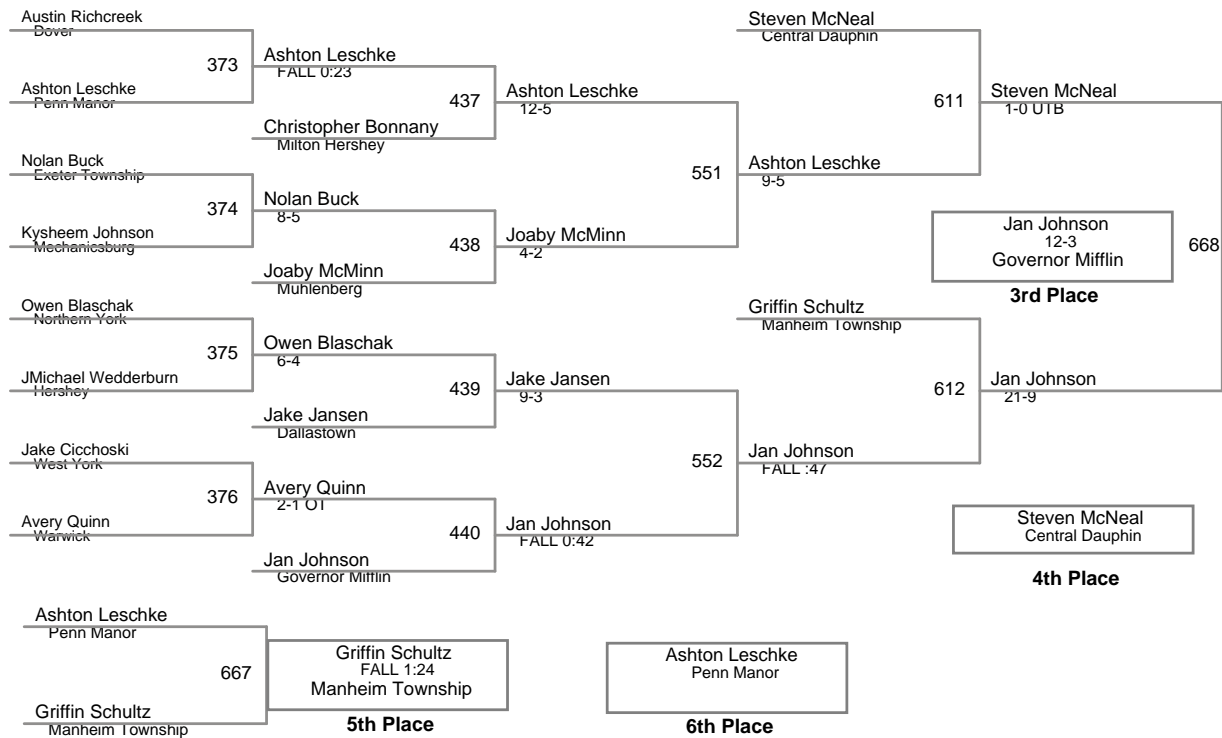 Austin Richcreek
Dover
373
Ashton Leschke
Penn Manor
Nolan Buck
Exeter Township
374
Kysheem Johnson
Mechanicsburg
Owen Blaschak
Northern York
375
JMichael Wedderburn
Hershey
Jake Cicchoski
West York
376
Avery Quinn
Warwick
Ashton Leschke
FALL 0:23
437
Christopher Bonnany
Milton Hershey
Nolan Buck
8-5
438
Joaby McMinn
Muhlenberg
Owen Blaschak
6-4
439
Jake Jansen
Dallastown
Avery Quinn
2-1 OT
440
Jan Johnson
Governor Mifflin
Ashton Leschke
12-5
551
Joaby McMinn
4-2
Jake Jansen
9-3
552
Jan Johnson
FALL 0:42
Steven McNeal
Central Dauphin
611
Ashton Leschke
9-5
Griffin Schultz
Manheim Township
612
Jan Johnson
FALL :47
Steven McNeal
1-0 UTB
668
Jan Johnson
21-9
Jan Johnson
12-3
Governor Mifflin
3rd Place
Steven McNeal
Central Dauphin
4th Place
Ashton Leschke
Penn Manor
667
Griffin Schultz
Manheim Township
Griffin Schultz
FALL 1:24
Manheim Township
5th Place
Ashton Leschke
Penn Manor
6th Place